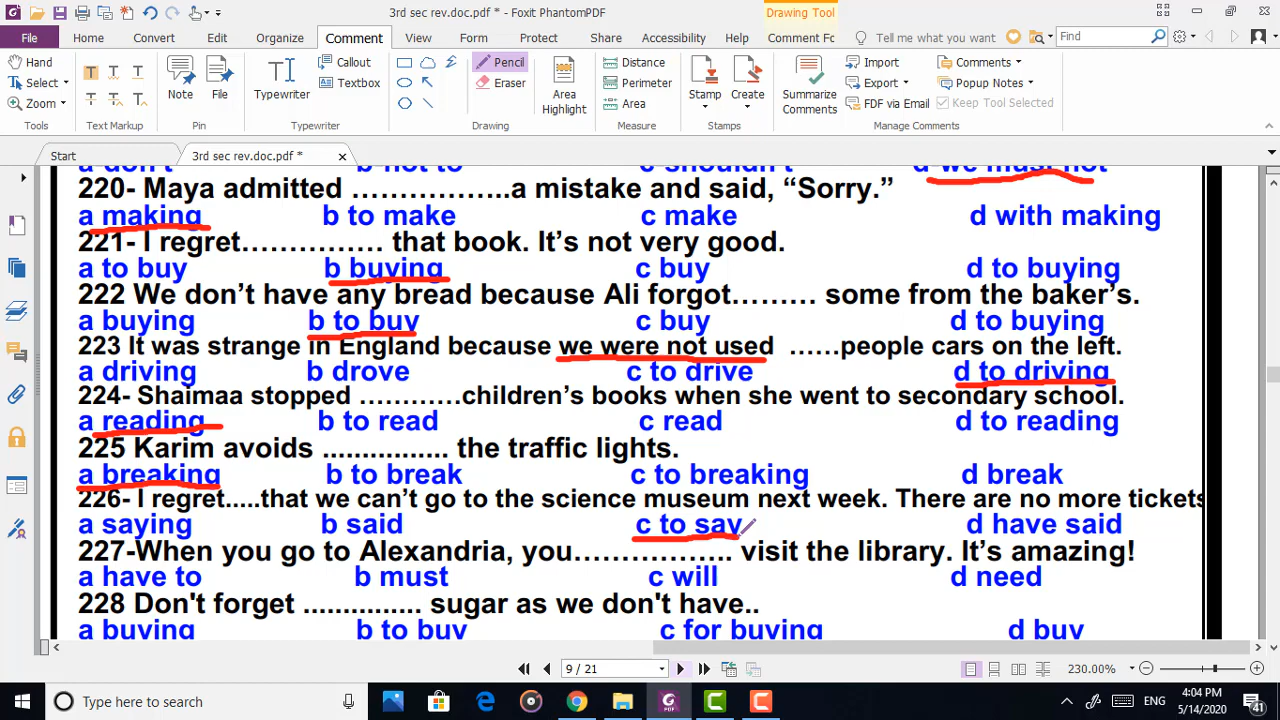 3rd sec rev.doc.pdf * - Foxit PhantomPDF
Drawing Tool
File Home Convert Edit Organize Comment View Form Protect Share Accessibility Help Comment Fc Tell me what you want Find
Hand
Select
Zoom
Tools
Text Markup
Note
File
Pin
Typewriter
Callout
Textbox
Typewriter
Pencil
Eraser
Drawing
Area Highlight
Distance
Perimeter
Area
Measure
Stamp
Create
Stamps
Summarize Comments
Import
Export
FDF via Email
Comments
Popup Notes
Keep Tool Selected
Manage Comments
Start 3rd sec rev.doc.pdf *
a don't b not to c shouldn't d we must not
220- Maya admitted ……………..a mistake and said, “Sorry.”
a making b to make c make d with making
221- I regret…………… that book. It’s not very good.
a to buy b buying c buy d to buying
222 We don’t have any bread because Ali forgot……… some from the baker’s.
a buying b to buy c buy d to buying
223 It was strange in England because we were not used ……people cars on the left.
a driving b drove c to drive d to driving
224- Shaimaa stopped …………children’s books when she went to secondary school.
a reading b to read c read d to reading
225 Karim avoids ................ the traffic lights.
a breaking b to break c to breaking d break
226- I regret.....that we can’t go to the science museum next week. There are no more tickets
a saying b said c to say d have said
227-When you go to Alexandria, you…………….. visit the library. It’s amazing!
a have to b must c will d need
228 Don't forget ............... sugar as we don't have..
a buying b to buy c for buying d buy
9 / 21
230.00%
Type here to search
ENG
4:04 PM
5/14/2020
41